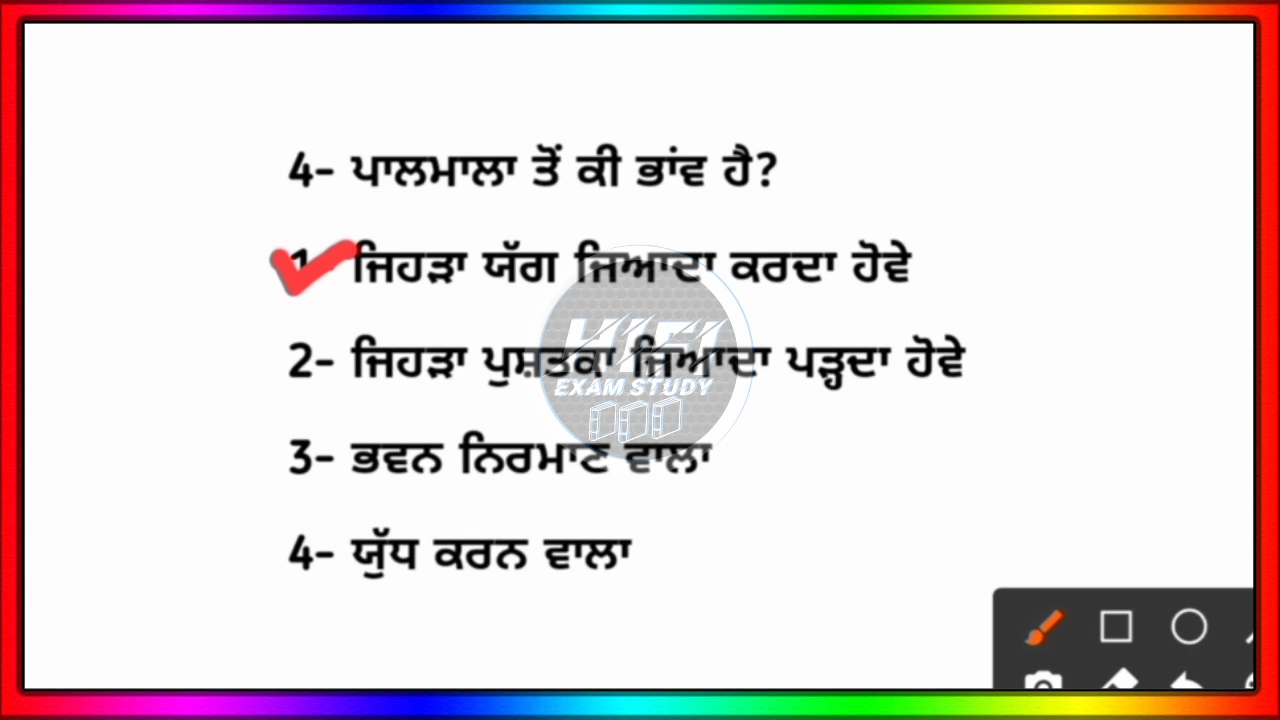 4- ਪਾਲਮਾਲਾ ਤੋਂ ਕੀ ਭਾਂਵ ਹੈ?
1- ਜਿਹੜਾ ਯੱਗ ਜਿਆਦਾ ਕਰਦਾ ਹੋਵੇ
2- ਜਿਹੜਾ ਪੁਸ਼ਤਕਾ ਜਿਆਦਾ ਪੜ੍ਹਦਾ ਹੋਵੇ
HIFI
EXAM STUDY
3- ਭਵਨ ਨਿਰਮਾਣ ਵਾਲਾ
4- ਯੁੱਧ ਕਰਨ ਵਾਲਾ